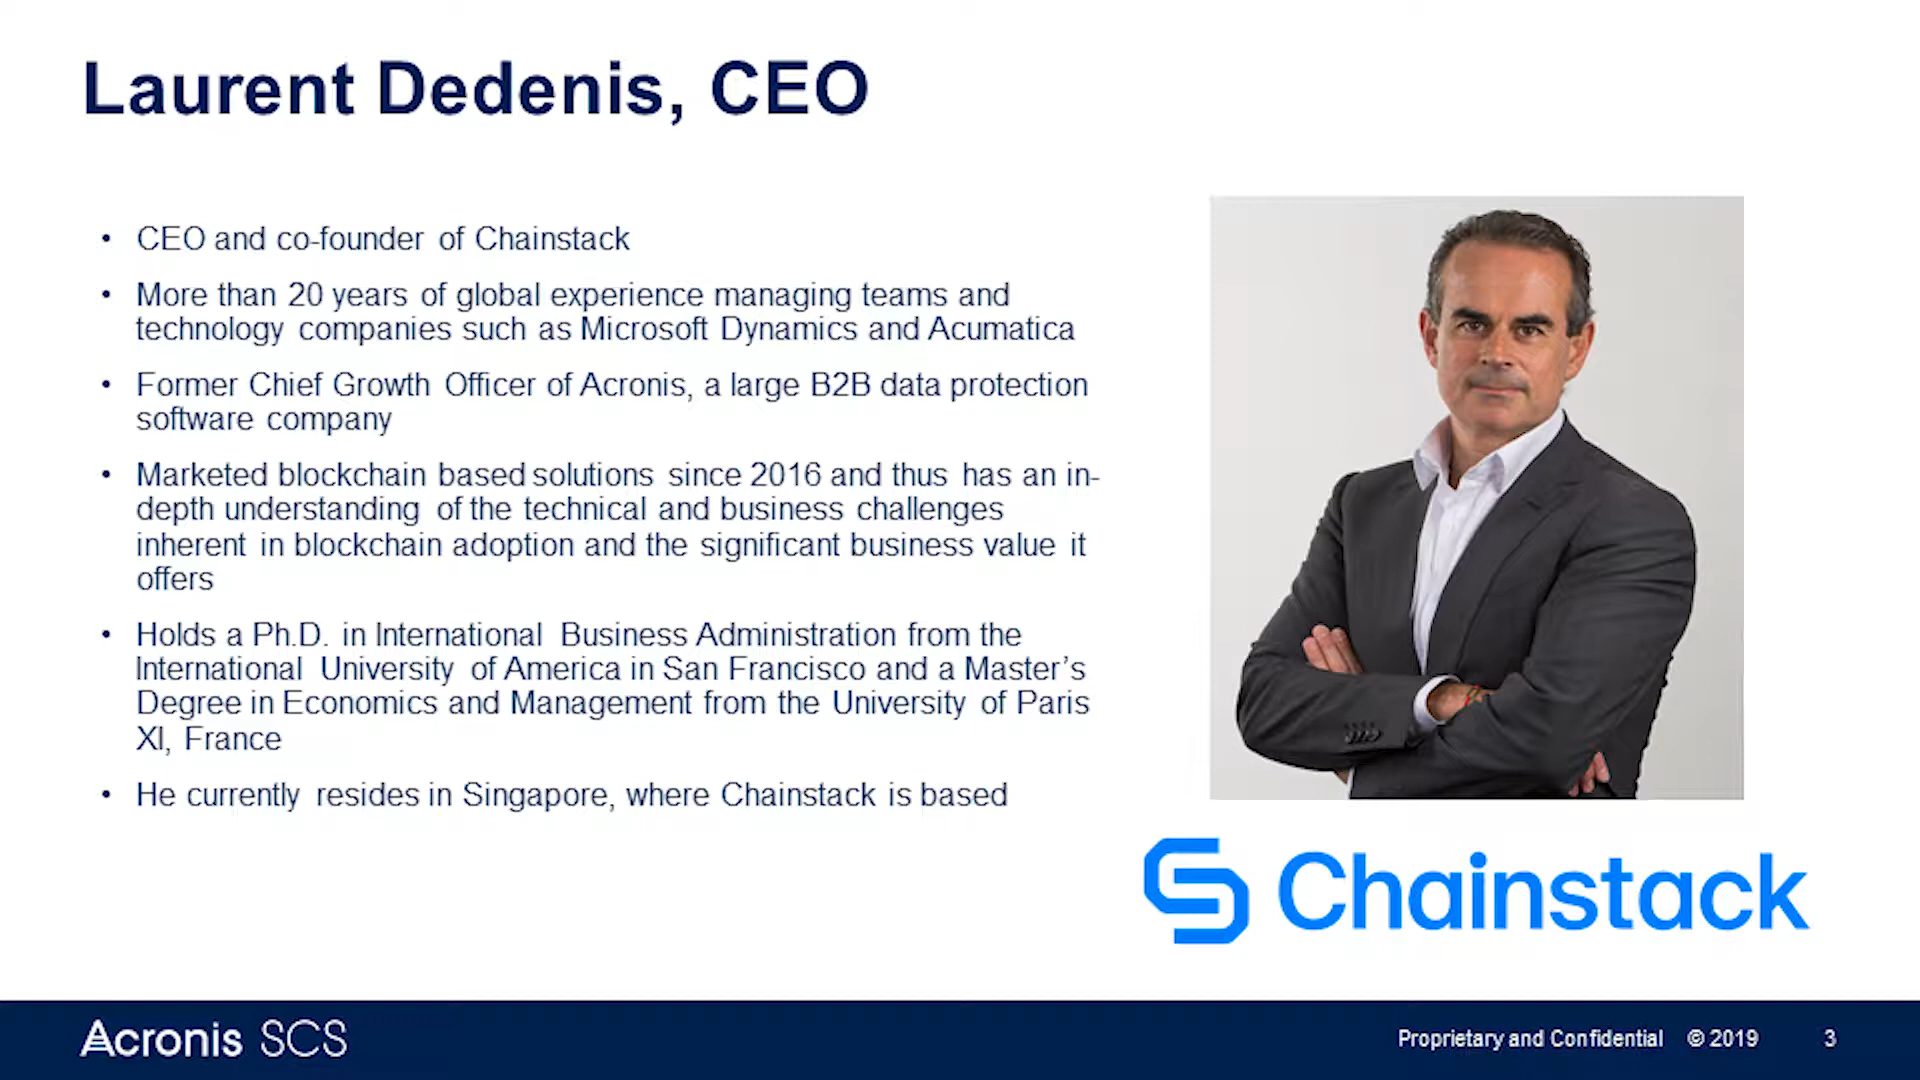 Laurent Dedenis, CEO
• CEO and co-founder of Chainstack
• More than 20 years of global experience managing teams and
technology companies such as Microsoft Dynamics and Acumatica
• Former Chief Growth Officer of Acronis, a large B2B data protection
software company
• Marketed blockchain based solutions since 2016 and thus has an in-
depth understanding of the technical and business challenges
inherent in blockchain adoption and the significant business value it
offers
• Holds a Ph.D. in International Business Administration from the
International University of America in San Francisco and a Master’s
Degree in Economics and Management from the University of Paris
XI, France
• He currently resides in Singapore, where Chainstack is based
Chainstack
Acronis SCS
Proprietary and Confidential © 2019 3